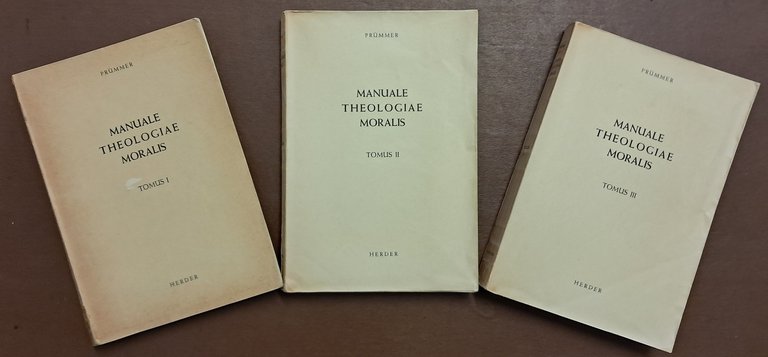 PRÜMMER
MANUALE
THEOLOGIAE
MORALIS
TOMUS I
HERDER
PRÜMMER
MANUALE
THEOLOGIAE
MORALIS
TOMUS II
HERDER
PRÜMMER
MANUALE
THEOLOGIAE
MORALIS
TOMUS III
HERDER